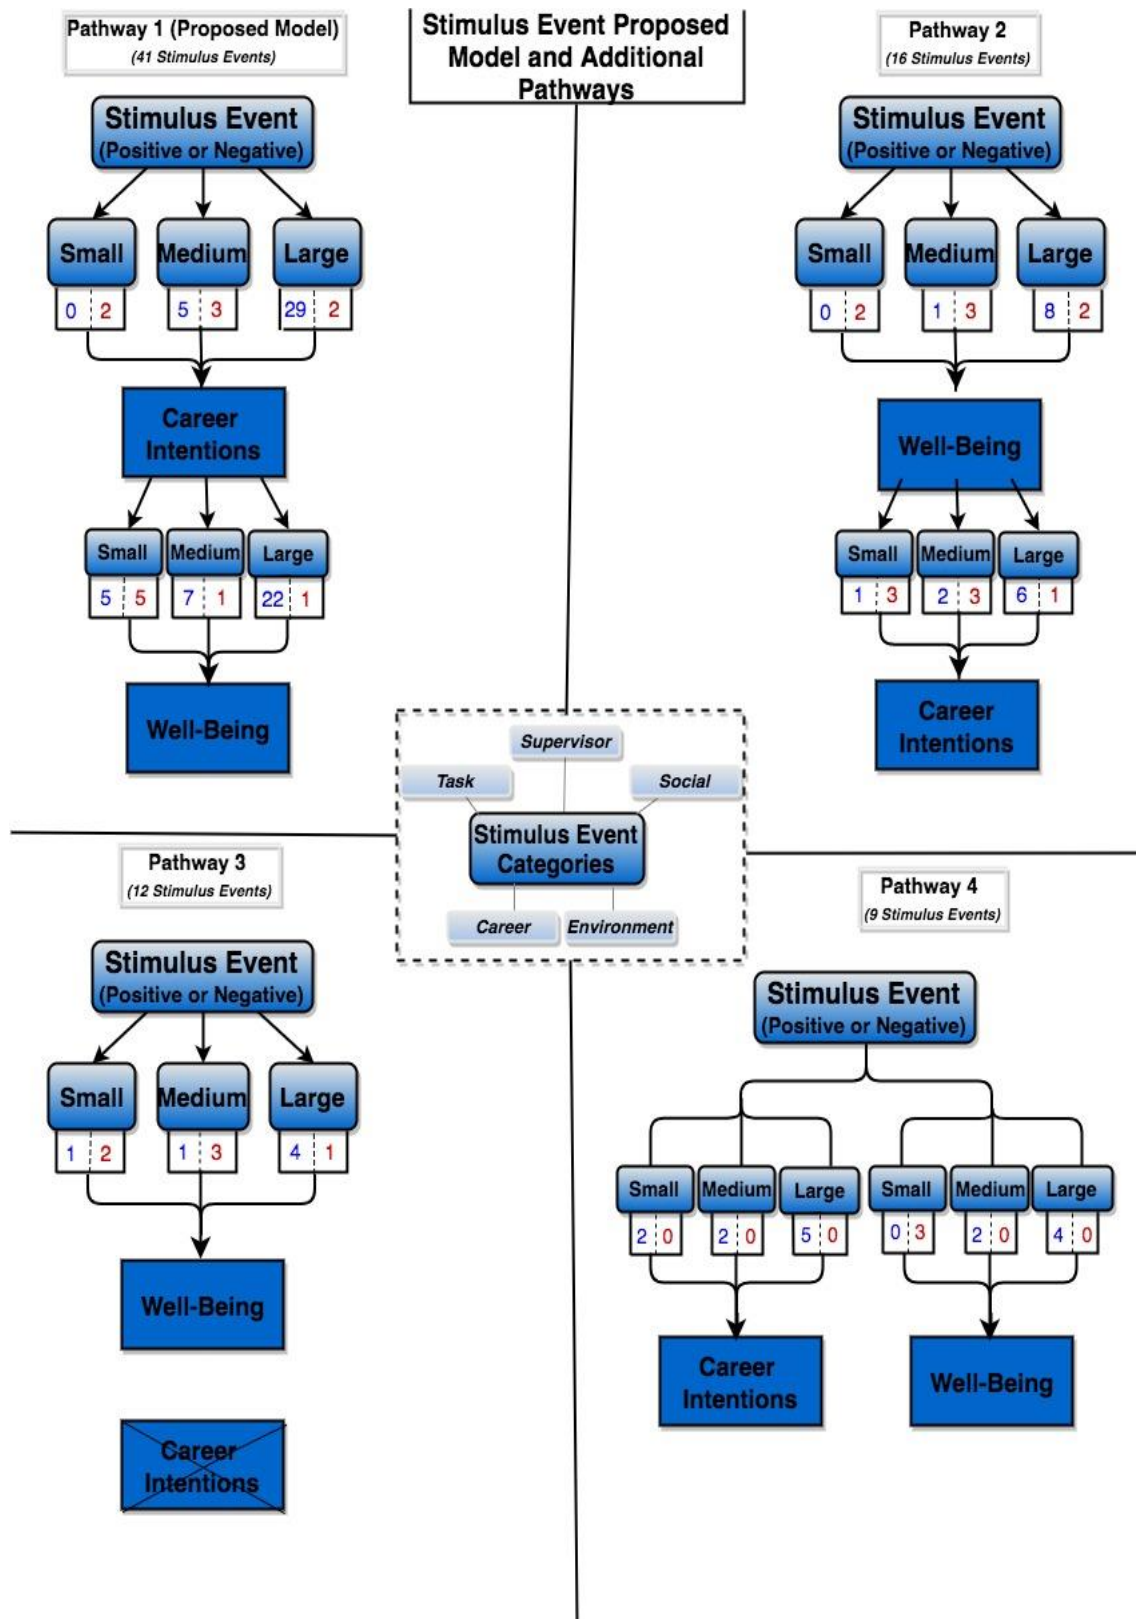 Stimulus Event Proposed
Model and Additional
Pathways
Pathway 1 (Proposed Model)
(41 Stimulus Events)
Stimulus Event
(Positive or Negative)
Small Medium Large
0 2 5 3 29 2
Career
Intentions
Small Medium Large
5 5 7 1 22 1
Well-Being
Pathway 2
(16 Stimulus Events)
Stimulus Event
(Positive or Negative)
Small Medium Large
0 2 1 3 8 2
Well-Being
Small Medium Large
1 3 2 3 6 1
Career
Intentions
Supervisor
Task Social
Stimulus Event
Categories
Career Environment
Pathway 3
(12 Stimulus Events)
Stimulus Event
(Positive or Negative)
Small Medium Large
1 2 1 3 4 1
Well-Being
Career
Intentions
Pathway 4
(9 Stimulus Events)
Stimulus Event
(Positive or Negative)
Small Medium Large Small Medium Large
2 0 2 0 5 0 0 3 2 0 4 0
Career
Intentions
Well-Being